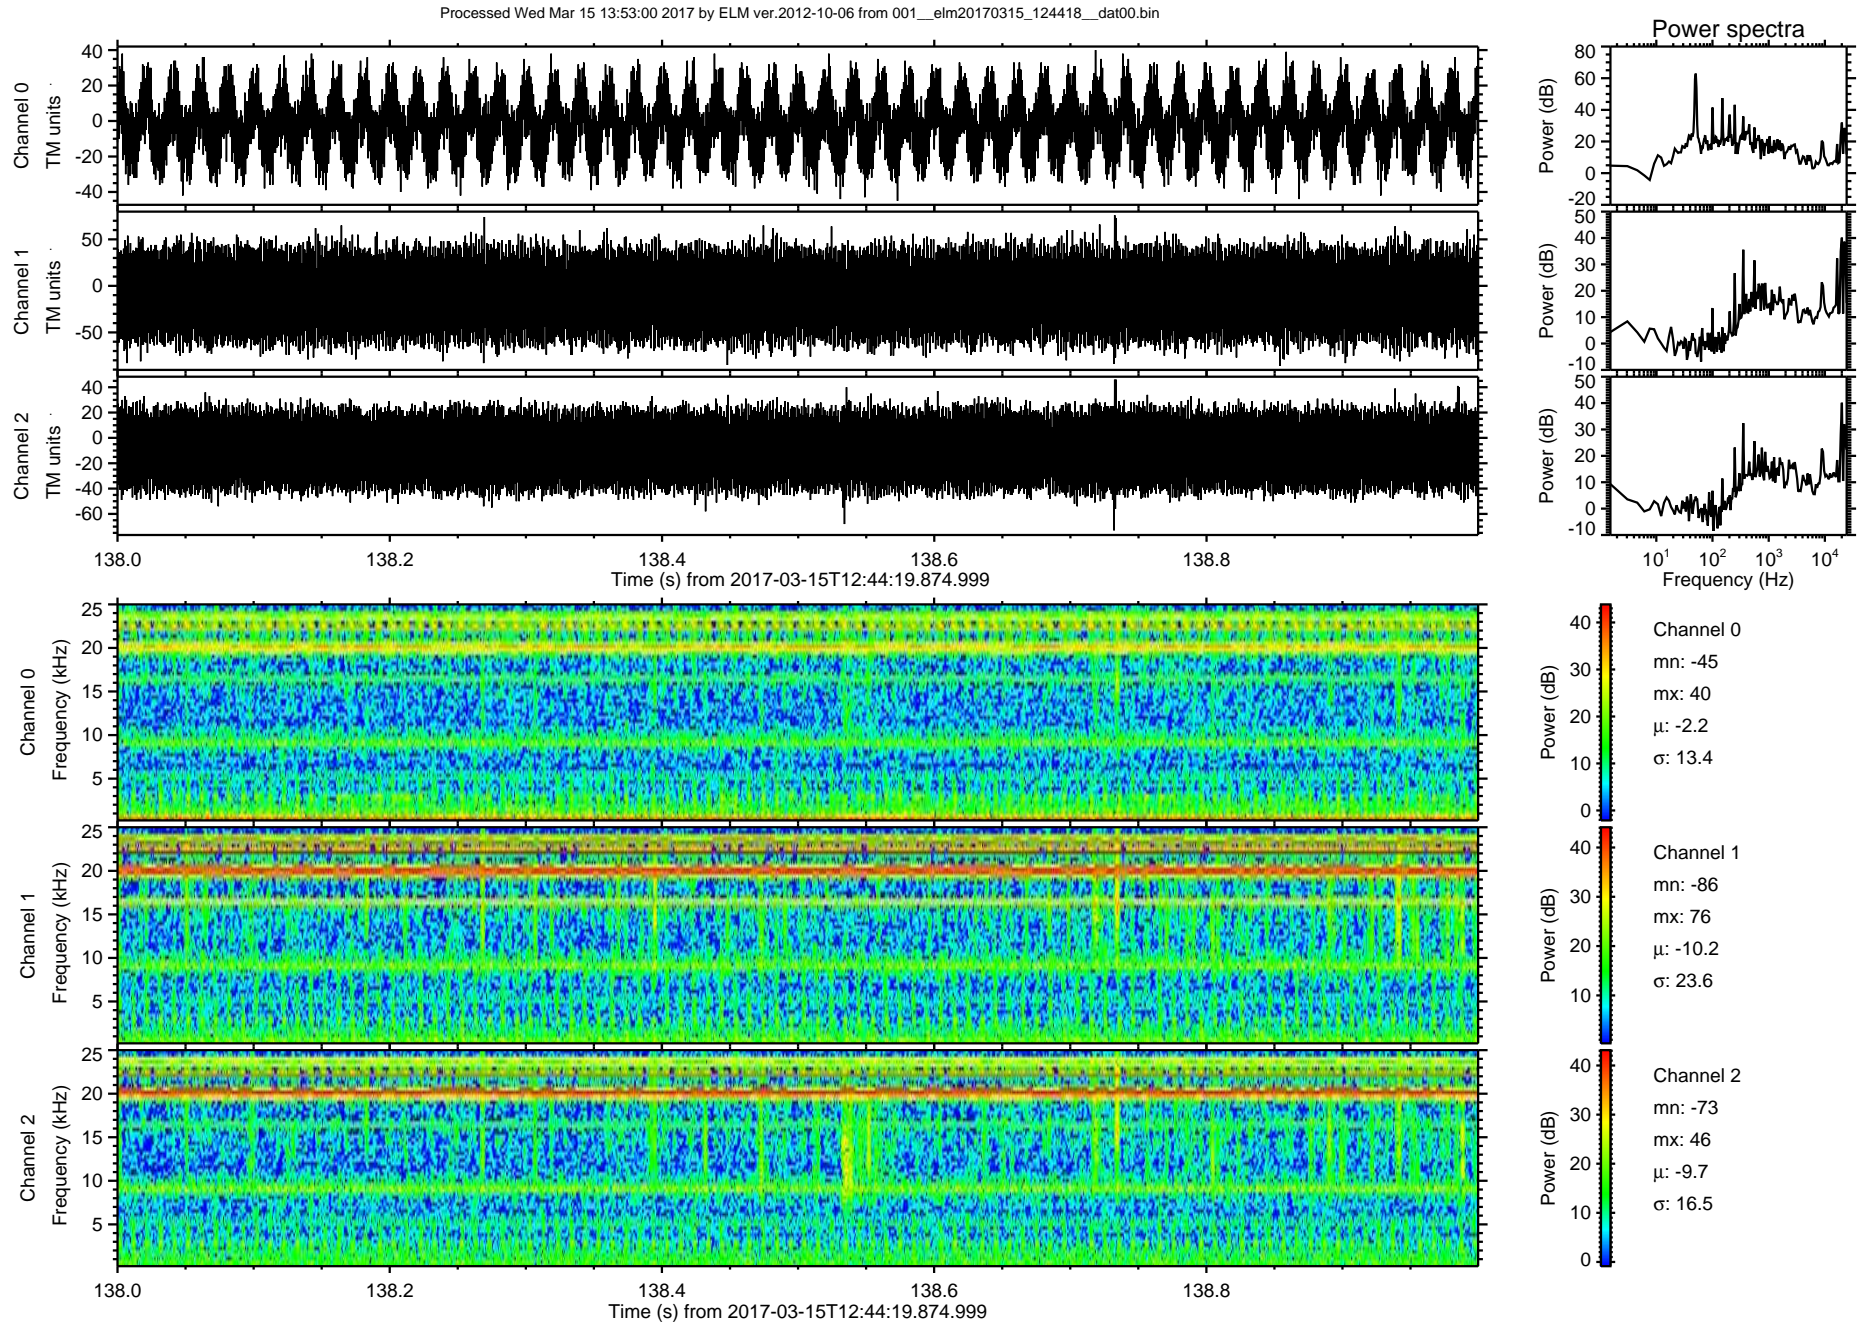 Processed Wed Mar 15 13:53:00 2017 by ELM ver.2012-10-06 from 001__elm20170315_124418__dat00.bin
Power spectra
Channel 0
TM units
40
20
0
-20
-40
Power (dB)
80
60
40
20
0
-20
Channel 1
TM units
50
0
-50
Power (dB)
50
40
30
20
10
0
-10
Channel 2
TM units
40
20
0
-20
-40
-60
Power (dB)
50
40
30
20
10
0
-10
138.0 138.2 138.4 138.6 138.8
Time (s) from 2017-03-15T12:44:19.874.999
10^1 10^2 10^3 10^4
Frequency (Hz)
Channel 0
Frequency (kHz)
25
20
15
10
5
Power (dB)
40
30
20
10
0
Channel 0
mn: -45
mx: 40
μ: -2.2
σ: 13.4
Channel 1
Frequency (kHz)
25
20
15
10
5
Power (dB)
40
30
20
10
Channel 1
mn: -86
mx: 76
μ: -10.2
σ: 23.6
Channel 2
Frequency (kHz)
25
20
15
10
5
Power (dB)
40
30
20
10
0
Channel 2
mn: -73
mx: 46
μ: -9.7
σ: 16.5
138.0 138.2 138.4 138.6 138.8
Time (s) from 2017-03-15T12:44:19.874.999